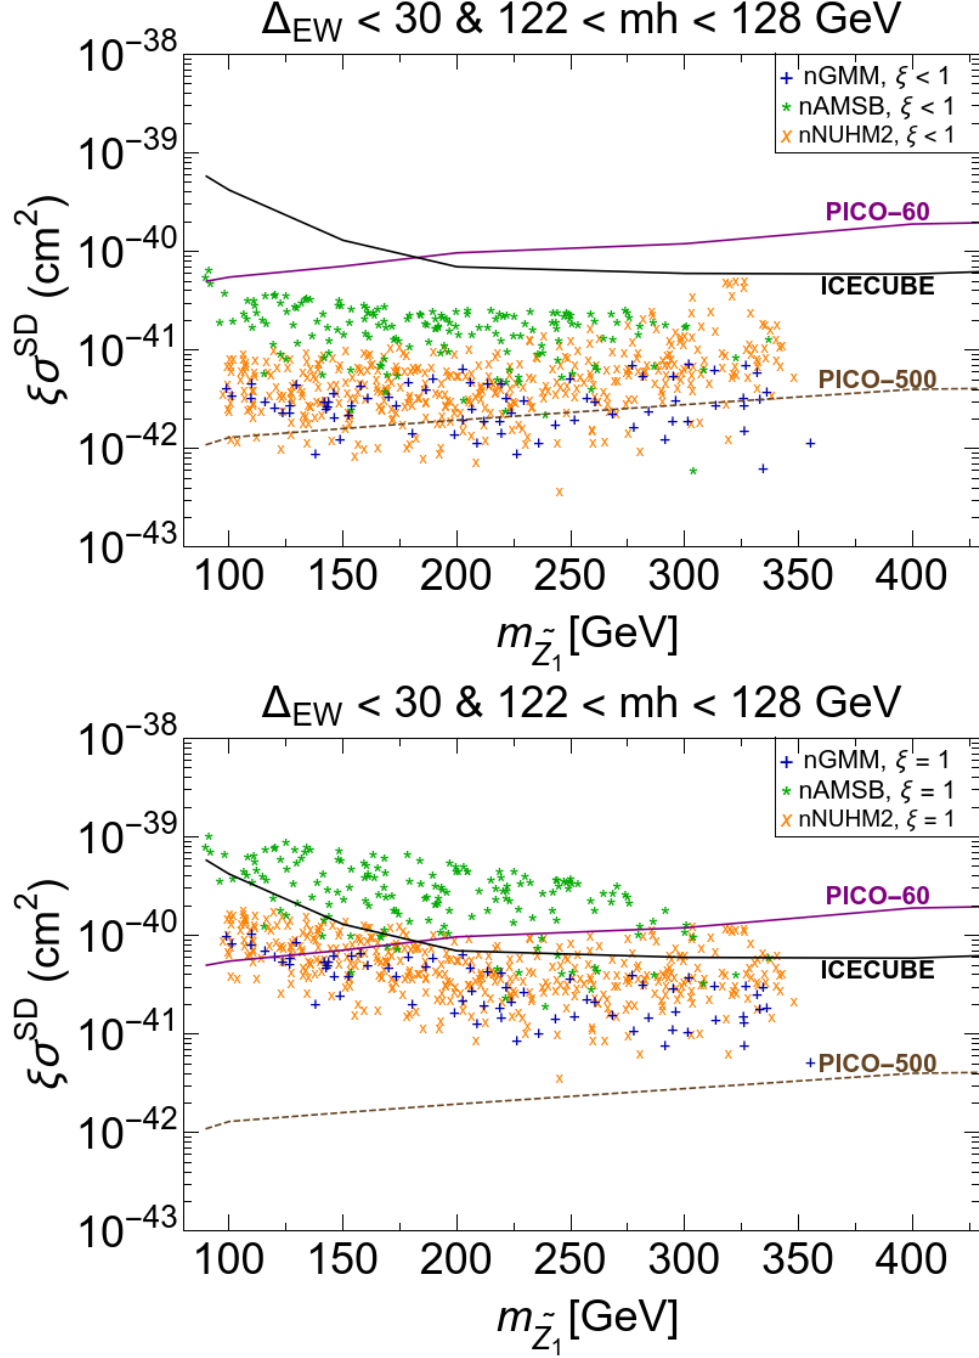 Δ_EW < 30 & 122 < mh < 128 GeV
10^−38
10^−39
10^−40
10^−41
10^−42
10^−43
ξσ^SD (cm^2)
+ nGMM, ξ < 1
* nAMSB, ξ < 1
x nNUHM2, ξ < 1
PICO−60
ICECUBE
PICO−500
100 150 200 250 300 350 400
m_Z̃_1 [GeV]
Δ_EW < 30 & 122 < mh < 128 GeV
10^−38
10^−39
10^−40
10^−41
10^−42
10^−43
ξσ^SD (cm^2)
+ nGMM, ξ = 1
* nAMSB, ξ = 1
x nNUHM2, ξ = 1
PICO−60
ICECUBE
PICO−500
100 150 200 250 300 350 400
m_Z̃_1 [GeV]